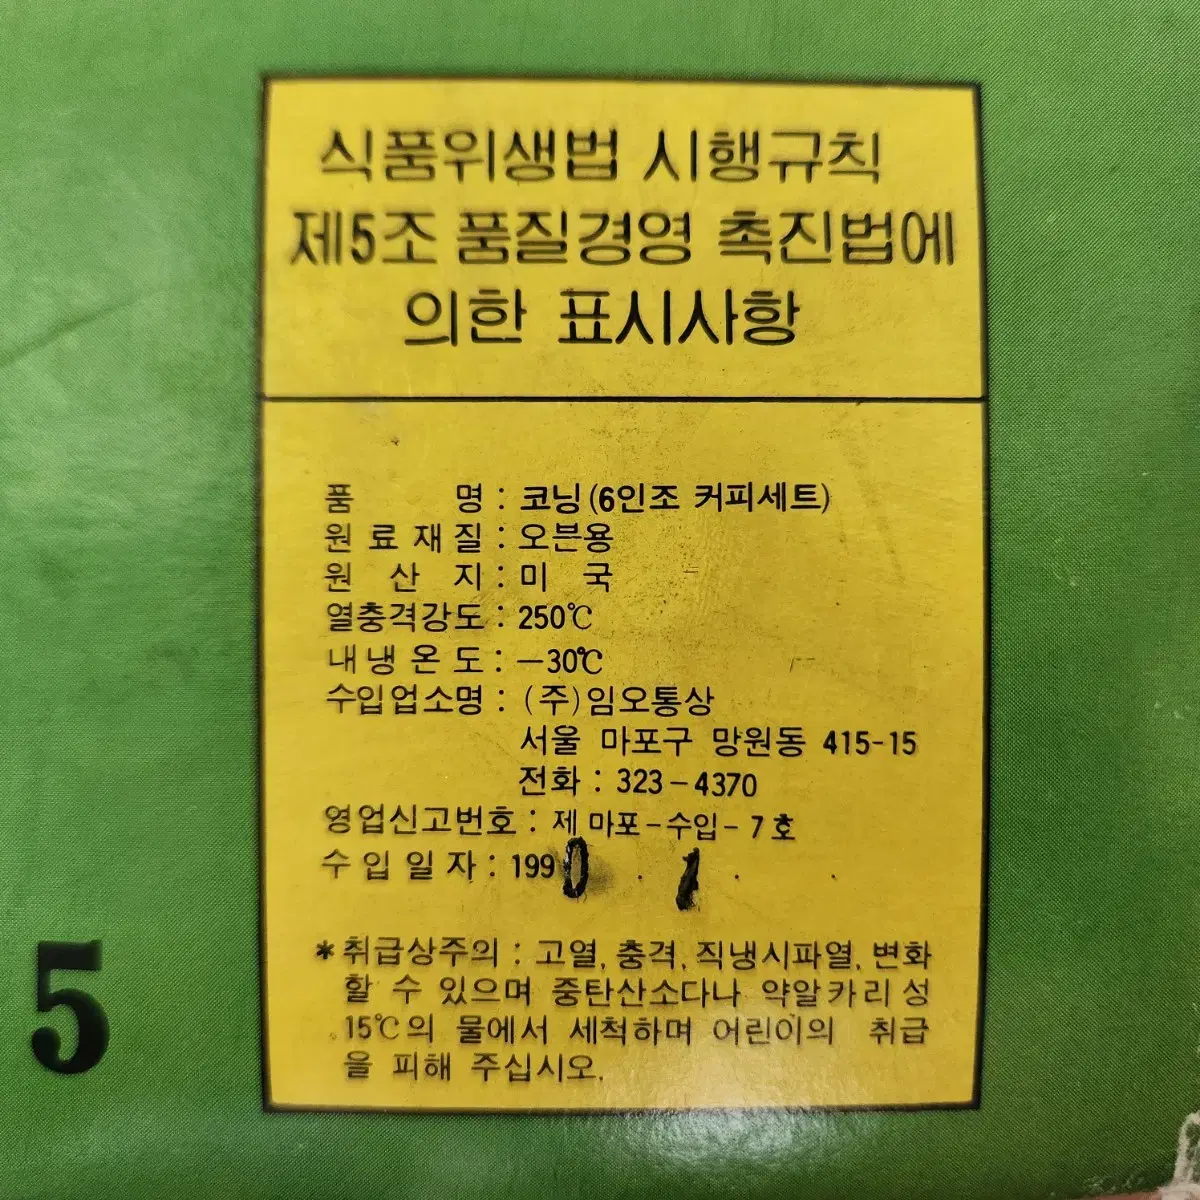 식품위생법 시행규칙
제5조 품질경영 촉진법에
의한 표시사항
품 명 : 코닝(6인조 커피세트)
원료재질 : 오븐용
원 산 지 : 미 국
열충격강도 : 250℃
내냉온도 : -30℃
수입업소명 : (주)임오통상
서울 마포구 망원동 415-15
전화 : 323-4370
영업신고번호 : 제 마포-수입-7호
수입일자 : 1990 . 1 . .
*취급상주의 : 고열, 충격, 직냉시파열, 변화
할 수 있으며 중탄산소다나 약알카리성
15℃의 물에서 세척하며 어린이의 취급
을 피해 주십시오.
5